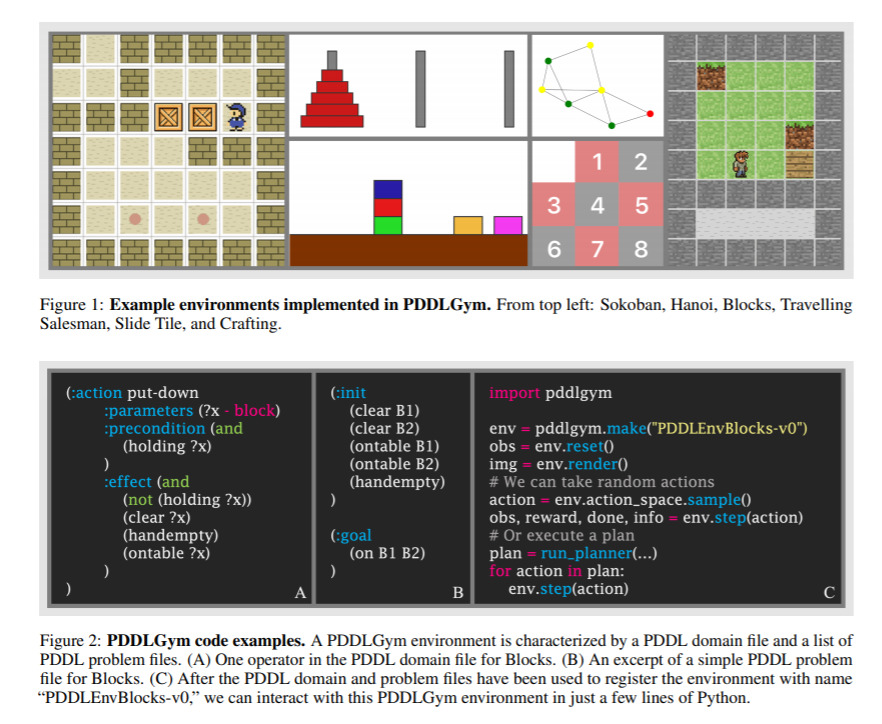 1 2
3 4 5
6 7 8
Figure 1: Example environments implemented in PDDLGym. From top left: Sokoban, Hanoi, Blocks, Travelling
Salesman, Slide Tile, and Crafting.
(:action put-down
:parameters (?x - block)
:precondition (and
(holding ?x)
)
:effect (and
(not (holding ?x))
(clear ?x)
(handempty)
(ontable ?x)
)
)
A
(:init
(clear B1)
(clear B2)
(ontable B1)
(ontable B2)
(handempty)
)
(:goal
(on B1 B2)
)
B
import pddlgym
env = pddlgym.make("PDDLEnvBlocks-v0")
obs = env.reset()
img = env.render()
# We can take random actions
action = env.action_space.sample()
obs, reward, done, info = env.step(action)
# Or execute a plan
plan = run_planner(...)
for action in plan:
env.step(action)
C
Figure 2: PDDLGym code examples. A PDDLGym environment is characterized by a PDDL domain file and a list of
PDDL problem files. (A) One operator in the PDDL domain file for Blocks. (B) An excerpt of a simple PDDL problem
file for Blocks. (C) After the PDDL domain and problem files have been used to register the environment with name
“PDDLEnvBlocks-v0,” we can interact with this PDDLGym environment in just a few lines of Python.